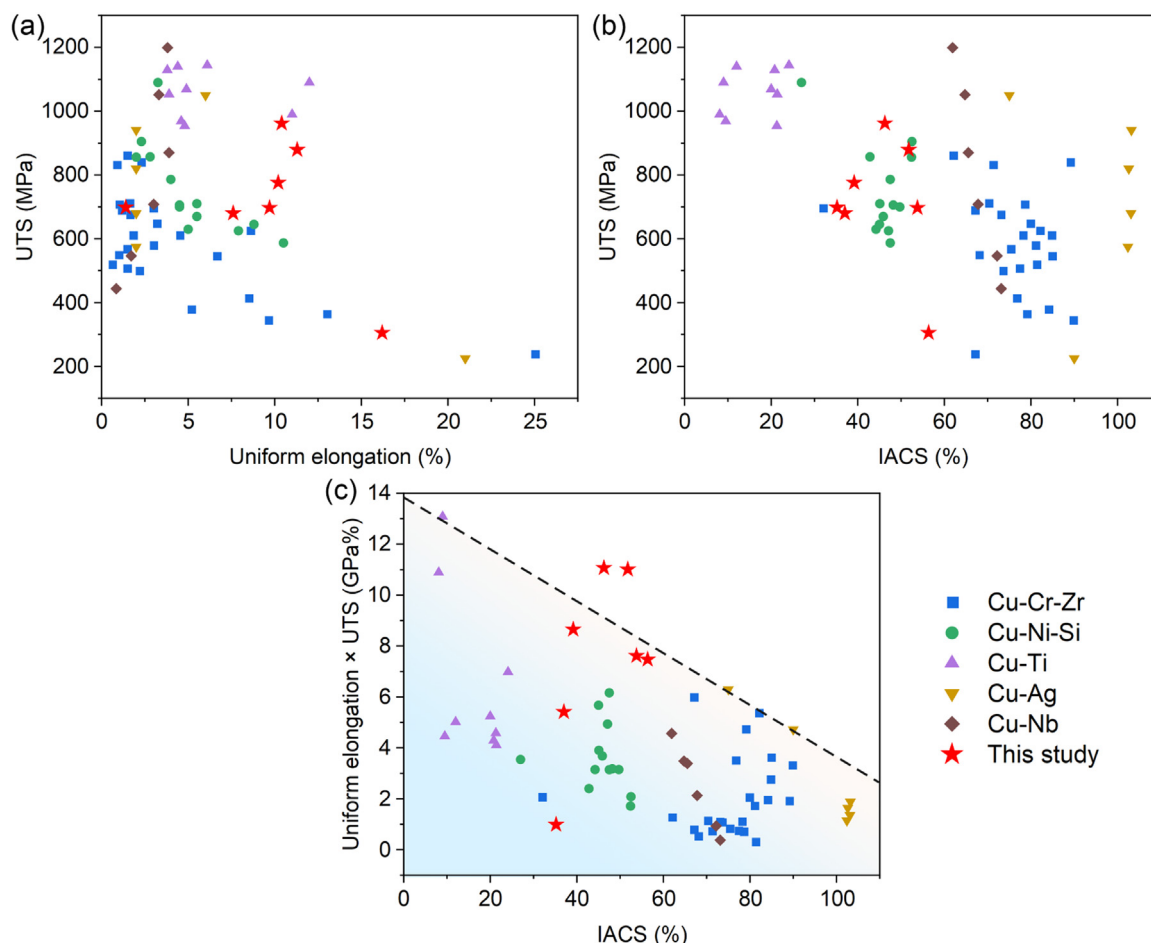 (a)
UTS (MPa)
1200
1000
800
600
400
200
0 5 10 15 20 25
Uniform elongation (%)
(b)
UTS (MPa)
1200
1000
800
600
400
200
0 20 40 60 80 100
IACS (%)
(c)
Uniform elongation × UTS (GPa%)
14
12
10
8
6
4
2
0
0 20 40 60 80 100
IACS (%)
Cu-Cr-Zr
Cu-Ni-Si
Cu-Ti
Cu-Ag
Cu-Nb
This study